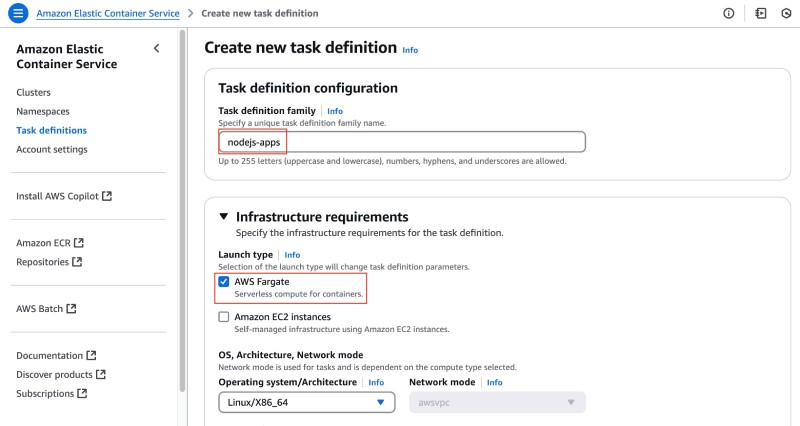 Amazon Elastic Container Service > Create new task definition
Amazon Elastic
Container Service
Clusters
Namespaces
Task definitions
Account settings
Install AWS Copilot
Amazon ECR
Repositories
AWS Batch
Documentation
Discover products
Subscriptions
Create new task definition Info
Task definition configuration
Task definition family Info
Specify a unique task definition family name.
nodejs-apps
Up to 255 letters (uppercase and lowercase), numbers, hyphens, and underscores are allowed.
Infrastructure requirements
Specify the infrastructure requirements for the task definition.
Launch type Info
Selection of the launch type will change task definition parameters.
AWS Fargate
Serverless compute for containers.
Amazon EC2 instances
Self-managed infrastructure using Amazon EC2 instances.
OS, Architecture, Network mode
Network mode is used for tasks and is dependent on the compute type selected.
Operating system/Architecture Info Network mode Info
Linux/X86_64 awsvpc